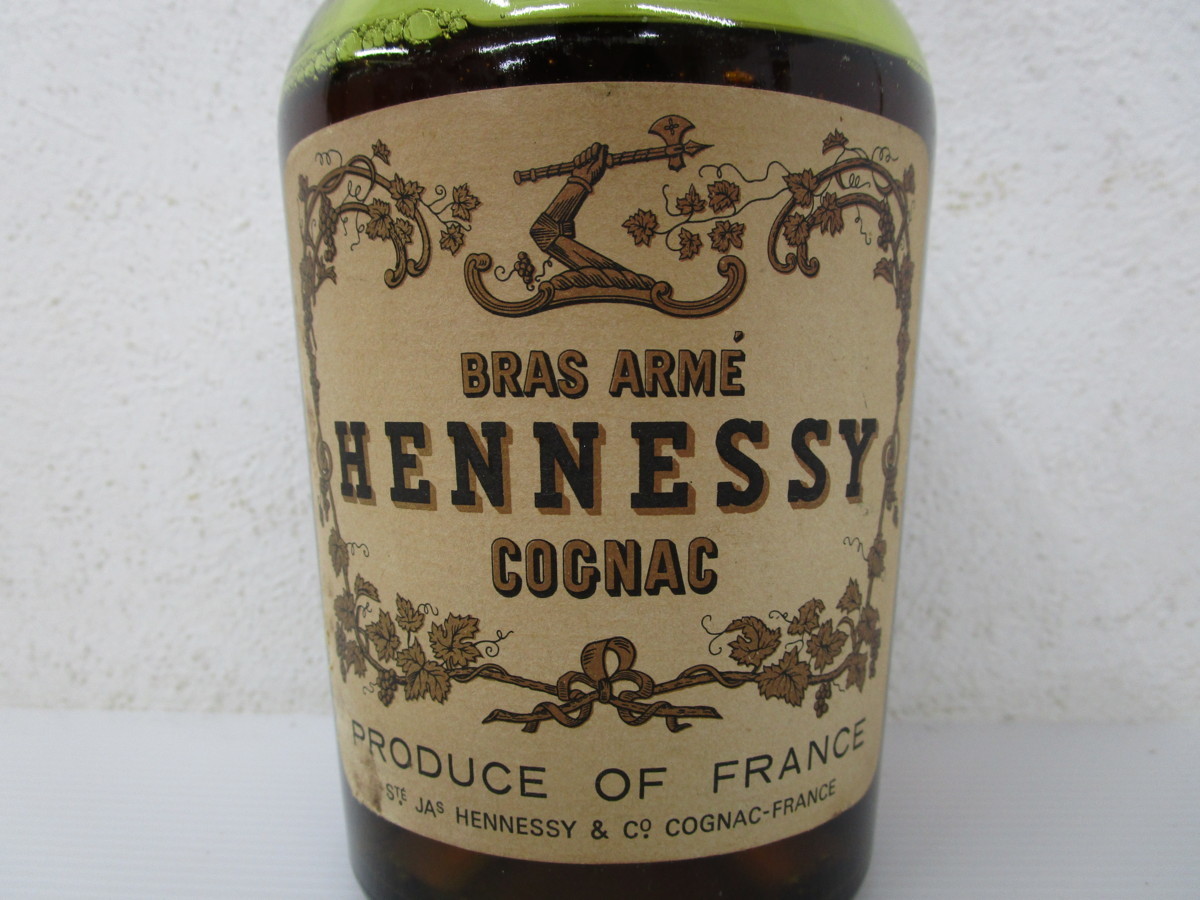 BRAS ARMÉ
HENNESSY
COGNAC
PRODUCE OF FRANCE
STÉ JAS HENNESSY & Cº COGNAC-FRANCE